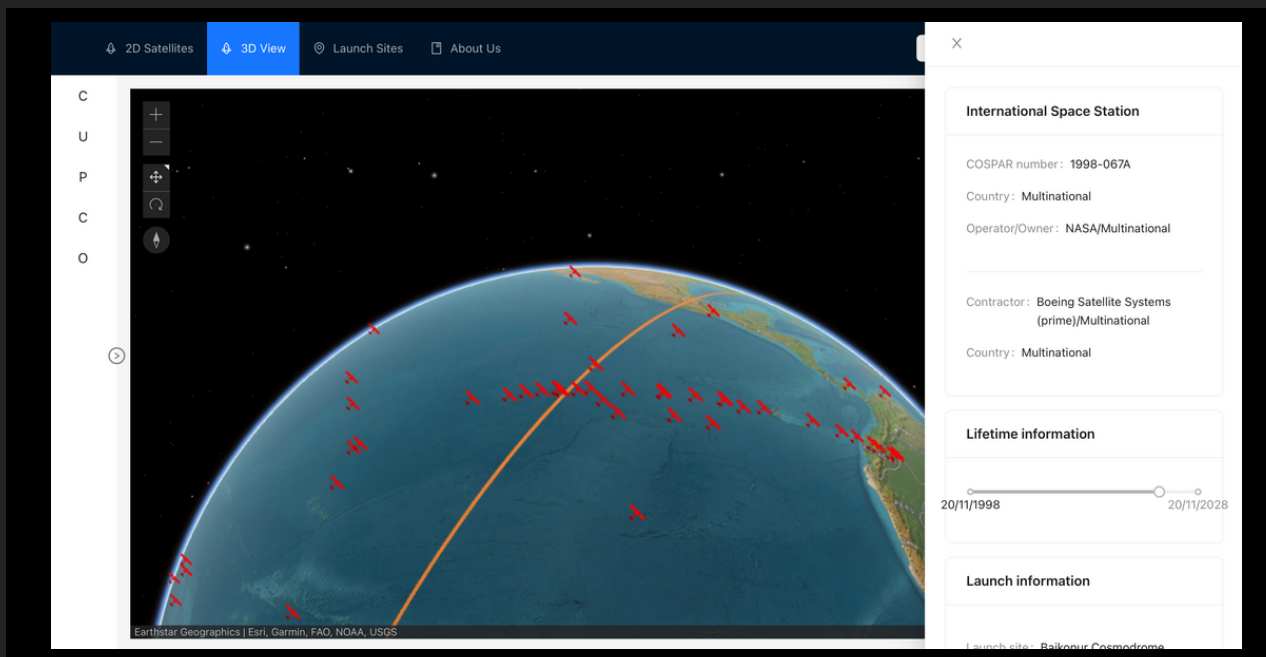 2D Satellites
3D View
Launch Sites
About Us
C
U
P
C
O
Earthstar Geographics | Esri, Garmin, FAO, NOAA, USGS
International Space Station
COSPAR number: 1998-067A
Country: Multinational
Operator/Owner: NASA/Multinational
Contractor: Boeing Satellite Systems
(prime)/Multinational
Country: Multinational
Lifetime information
20/11/1998
20/11/2028
Launch information
Launch site: Baikonur Cosmodrome